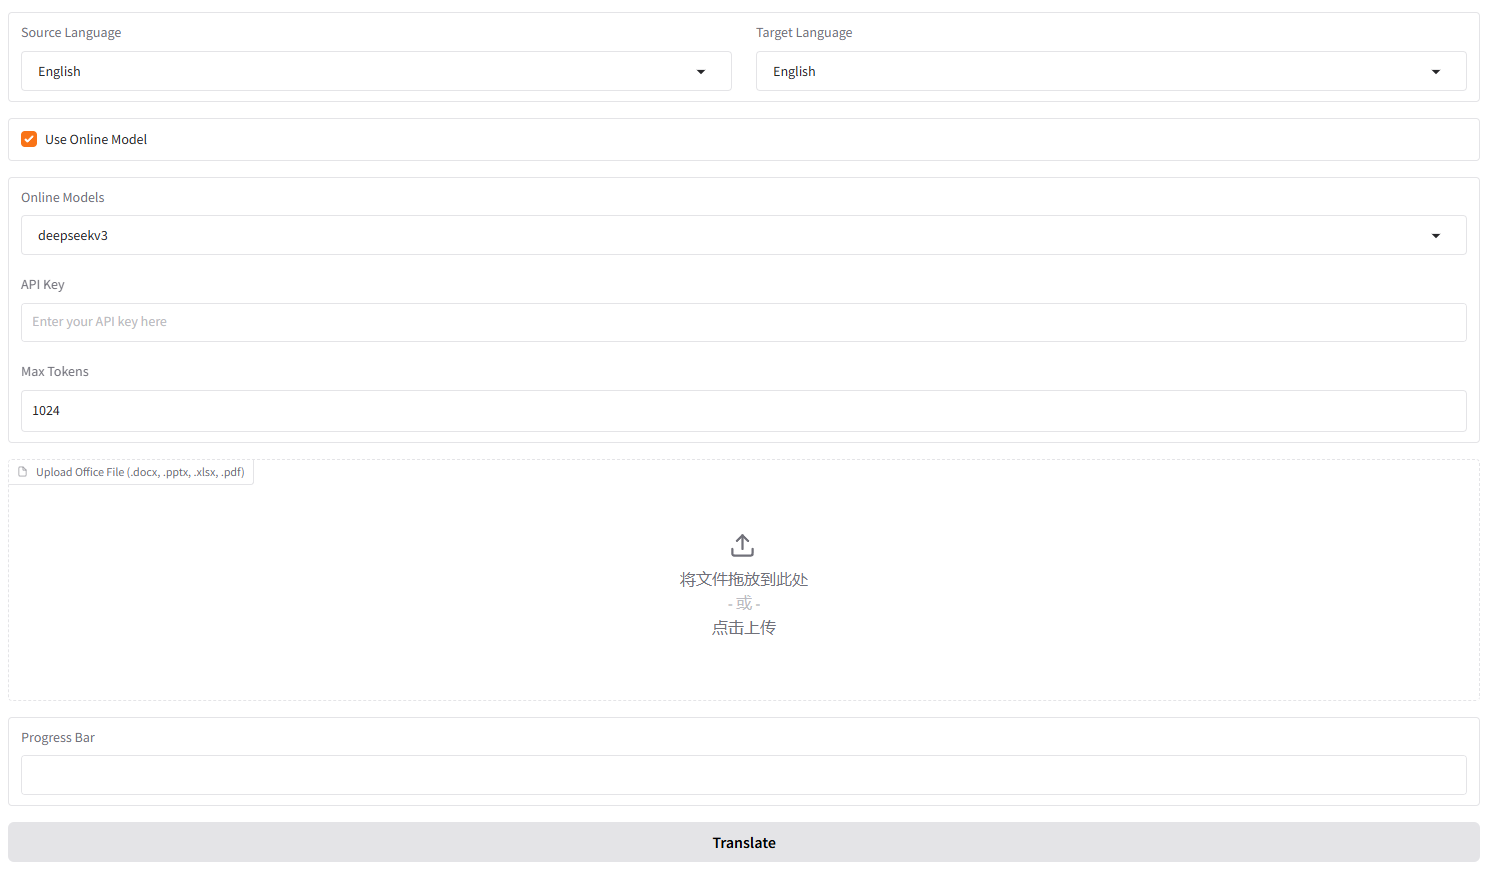 Source Language
Target Language
English
English
Use Online Model
Online Models
deepseekv3
API Key
Enter your API key here
Max Tokens
1024
Upload Office File (.docx, .pptx, .xlsx, .pdf)
将文件拖放到此处
- 或 -
点击上传
Progress Bar
Translate